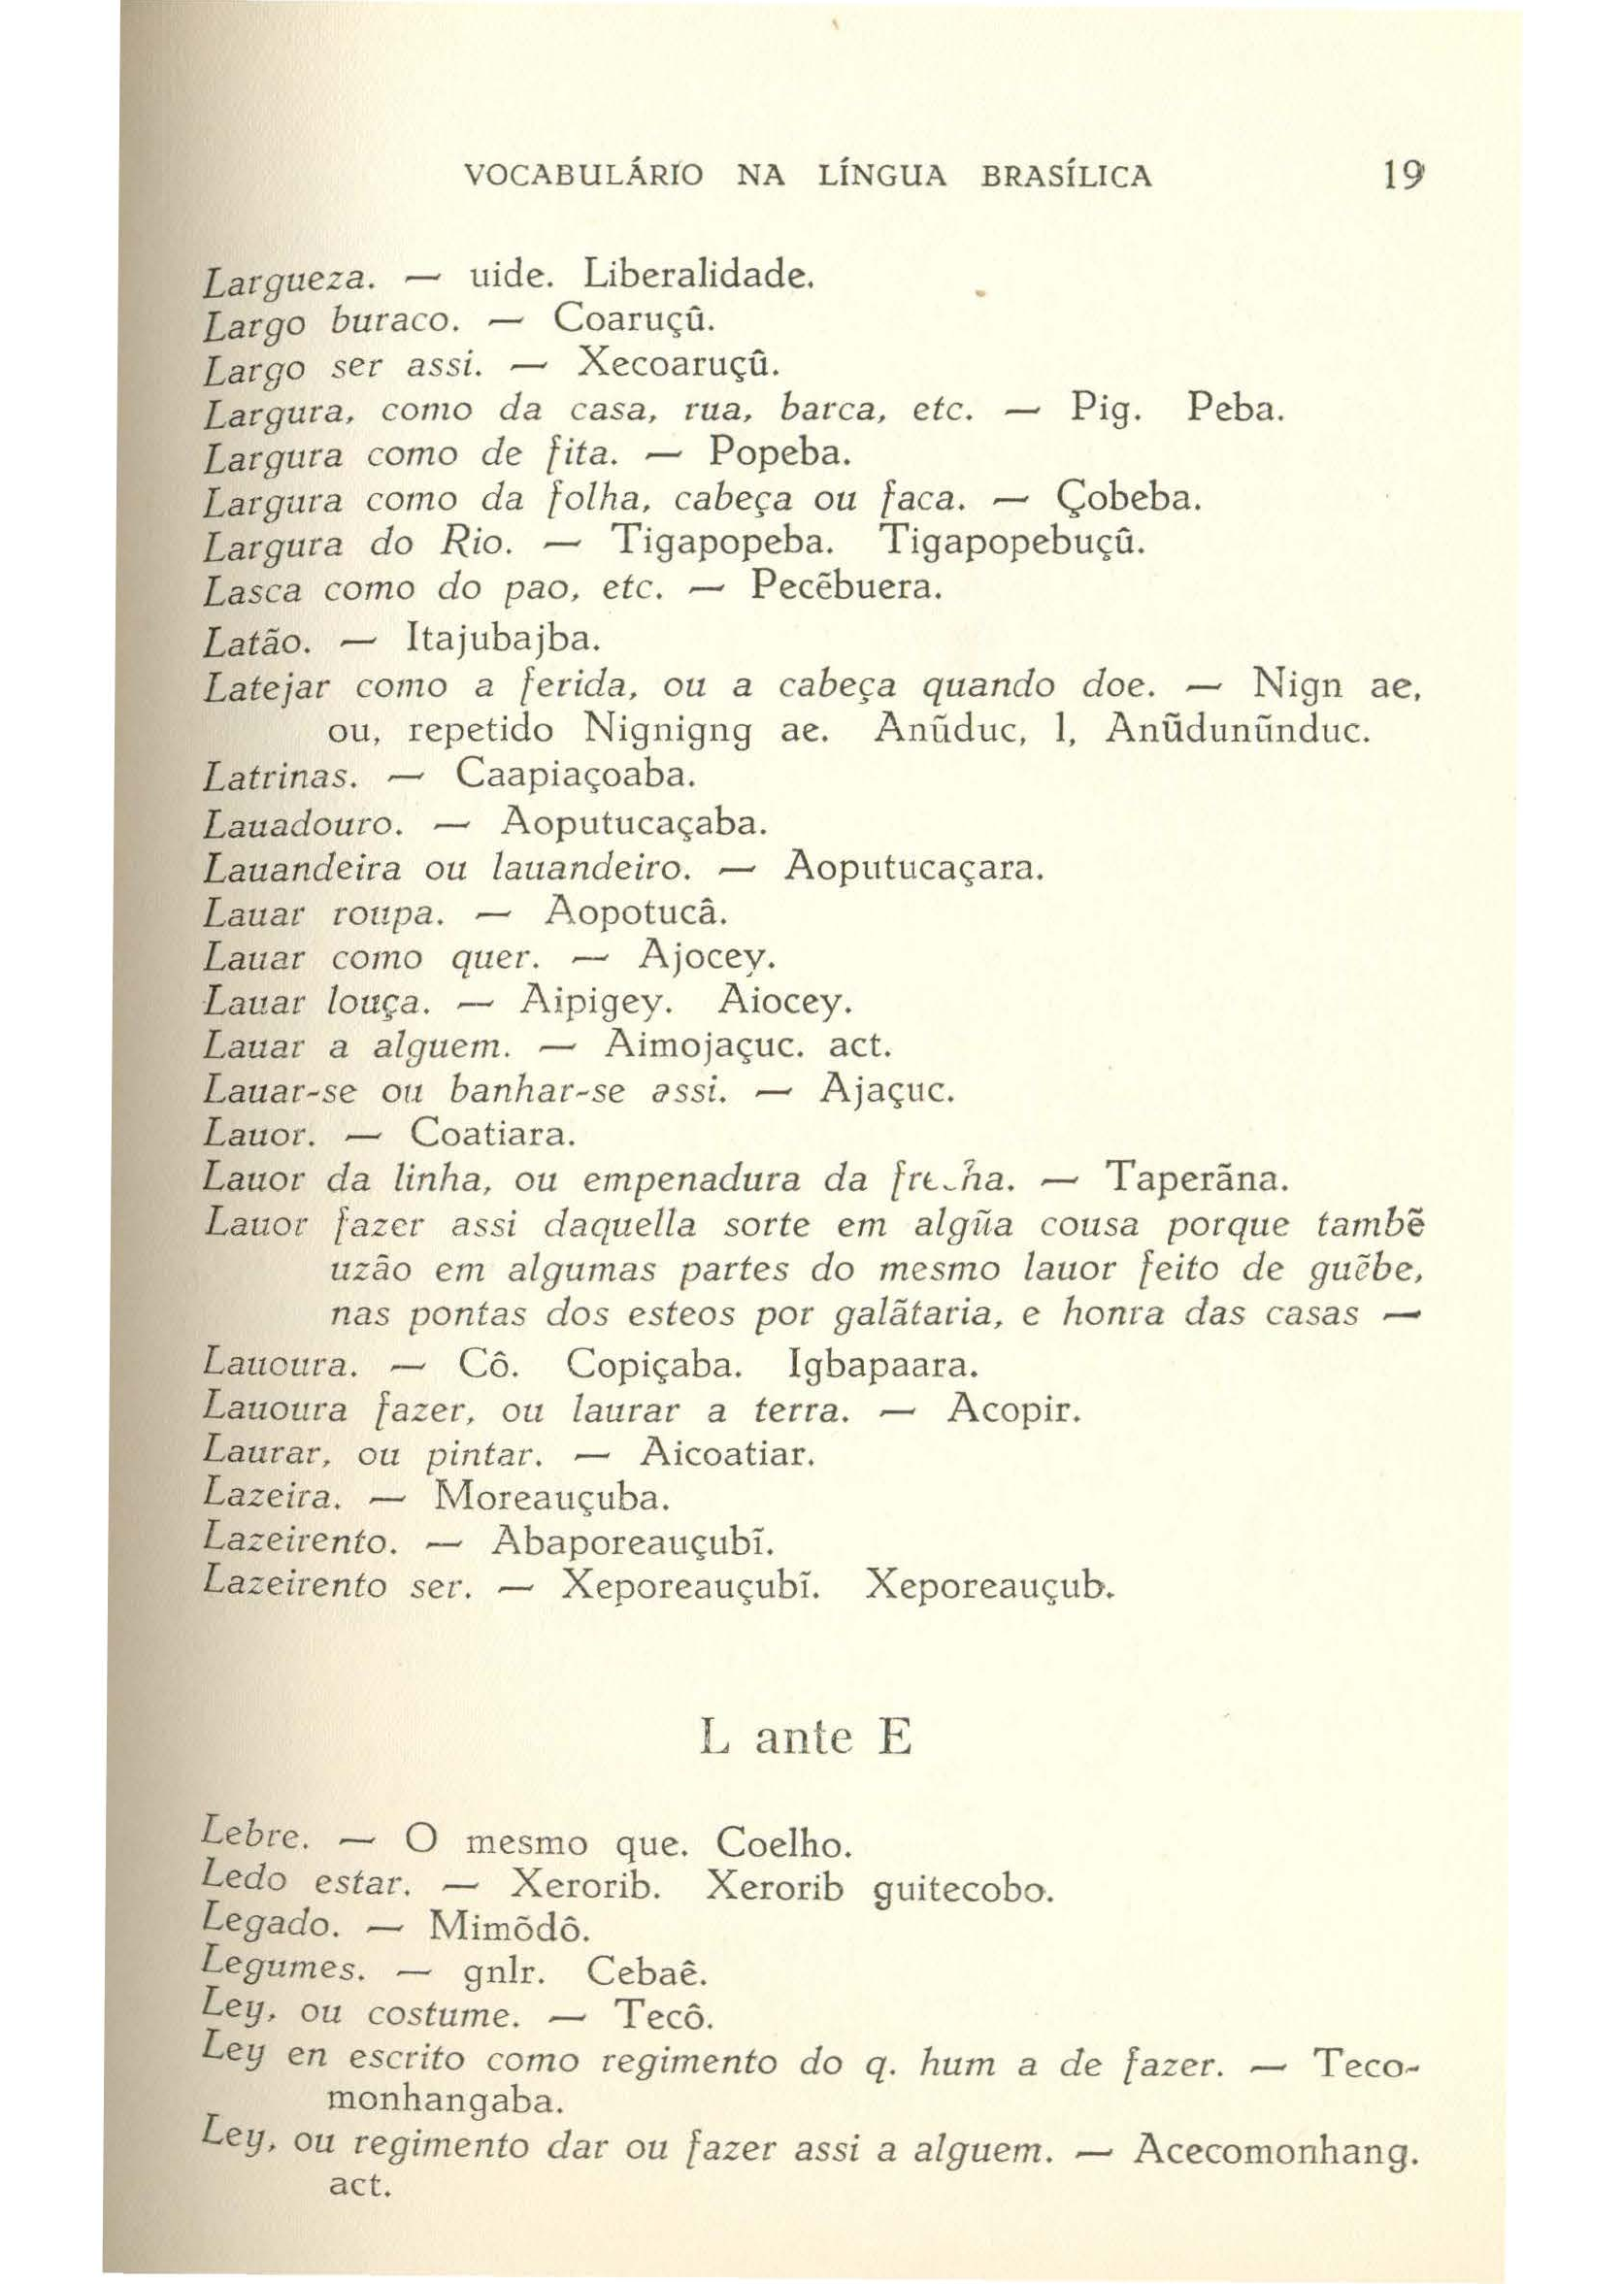 VOCABULÁRIO NA LÍNGUA BRASÍLICA 19
Largueza. — uide. Liberalidade.
Largo buraco. — Coaruçû.
Largo ser assi. — Xecoaruçû.
Largura, como da casa, rua, barca, etc. — Pig. Peba.
Largura como de fita. — Popeba.
Largura como da folha, cabeça ou faca. — Çobeba.
Largura do Rio. — Tigapopeba. Tigapopebuçû.
Lasca como do pao, etc. — Pecẽbuera.
Latão. — Itajubajba.
Latejar como a ferida, ou a cabeça quando doe. — Nign ae,
ou, repetido Nignigng ae. Anũduc, l, Anũdunũnduc.
Latrinas. — Caapiaçoaba.
Lauadouro. — Aoputucaçaba.
Lauandeira ou lauandeiro. — Aoputucaçara.
Lauar roupa. — Aopotucâ.
Lauar como quer. — Ajocey.
Lauar louça. — Aipigey. Aiocey.
Lauar a alguem. — Aimojaçuc. act.
Lauar-se ou banhar-se assi. — Ajaçuc.
Lauor. — Coatiara.
Lauor da linha, ou empenadura da — Taperãna.
Lauor fazer assi daquella sorte em algũa cousa porque tambẽ
uzão em algumas partes do mesmo lauor feito de guẽbe,
nas pontas dos esteos por galãtaria, e honra das casas —
Lauoura. — Cô. Copiçaba. Igbapaara.
Lauoura fazer, ou laurar a terra. — Acopir.
Laurar, ou pintar. — Aicoatiar.
Lazeira. — Moreauçuba.
Lazeirento. — Abaporeauçubĩ.
Lazeirento ser. — Xeporeauçubĩ. Xeporeauçub.
L ante E
Lebre. — O mesmo que. Coelho.
Ledo estar. — Xerorib. Xerorib guitecobo.
Legado. — Mimõdô.
Legumes. — gnlr. Cebaê.
Ley, ou costume. — Tecô.
Ley en escrito como regimento do q. hum a de fazer. — Teco-
monhangaba.
Ley, ou regimento dar ou fazer assi a alguem. — Acecomonhang.
act.